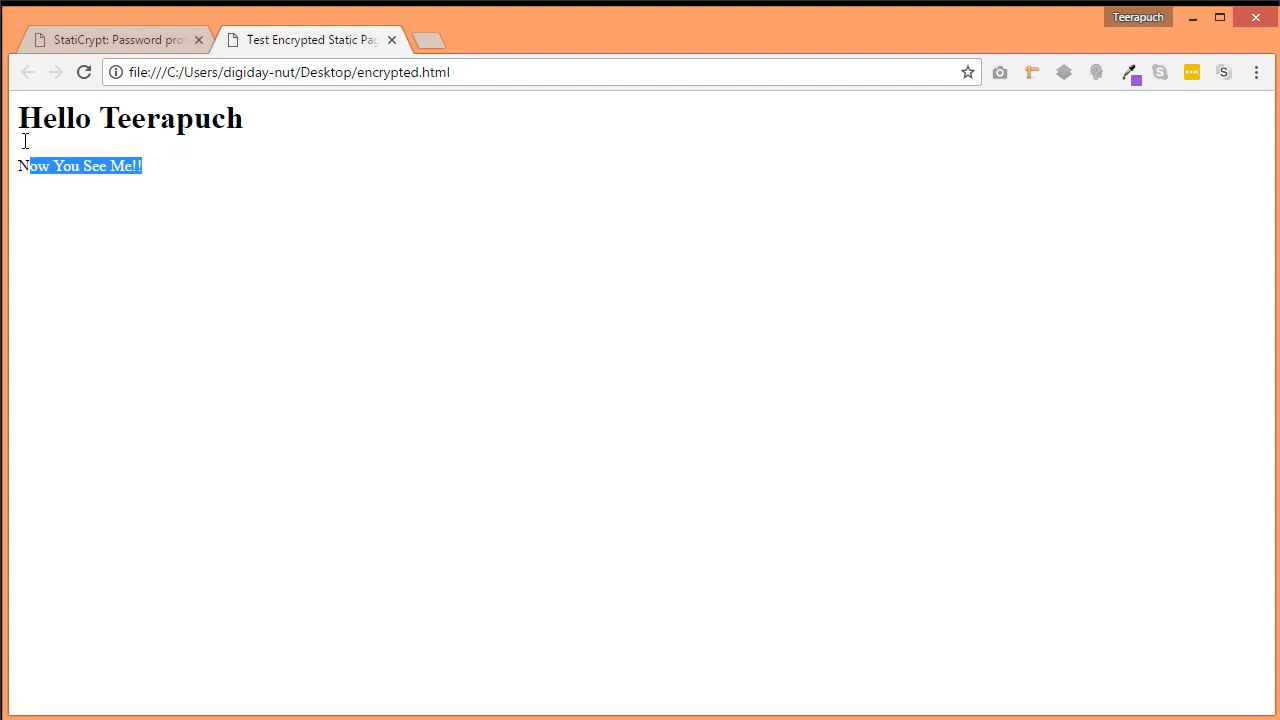 Teerapuch
StatiCrypt: Password pro
Test Encrypted Static Pag
file:///C:/Users/digiday-nut/Desktop/encrypted.html
S
Hello Teerapuch
Now You See Me!!